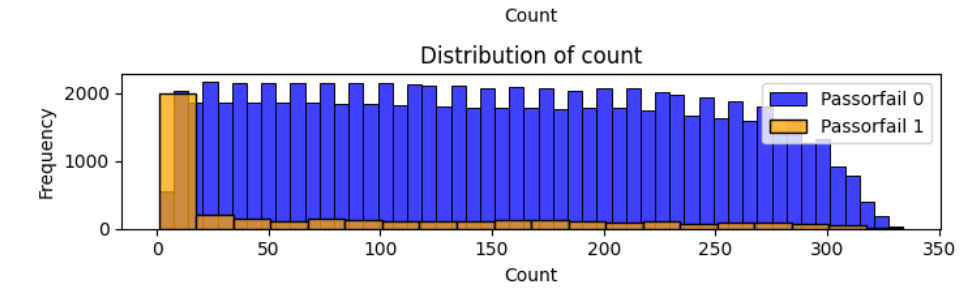 Count
Distribution of count
Frequency
2000
1000
0
Passorfail 0
Passorfail 1
0 50 100 150 200 250 300 350
Count